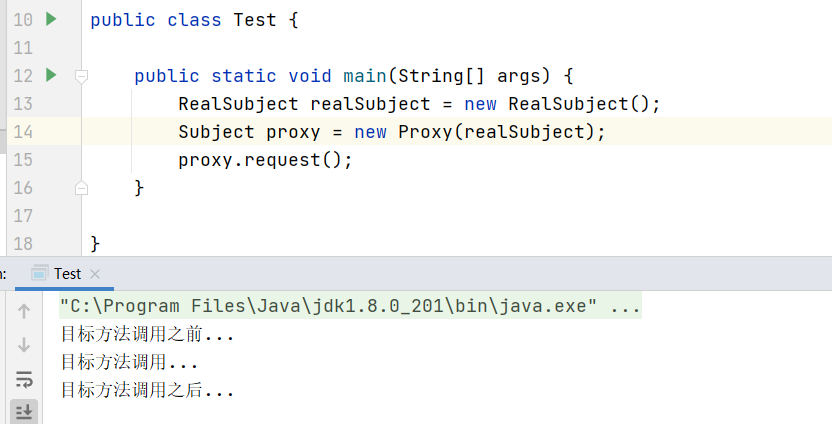 10 public class Test {
11
12 public static void main(String[] args) {
13 RealSubject realSubject = new RealSubject();
14 Subject proxy = new Proxy(realSubject);
15 proxy.request();
16 }
17
18 }
: Test ×
"C:\Program Files\Java\jdk1.8.0_201\bin\java.exe" ...
目标方法调用之前...
目标方法调用...
目标方法调用之后...